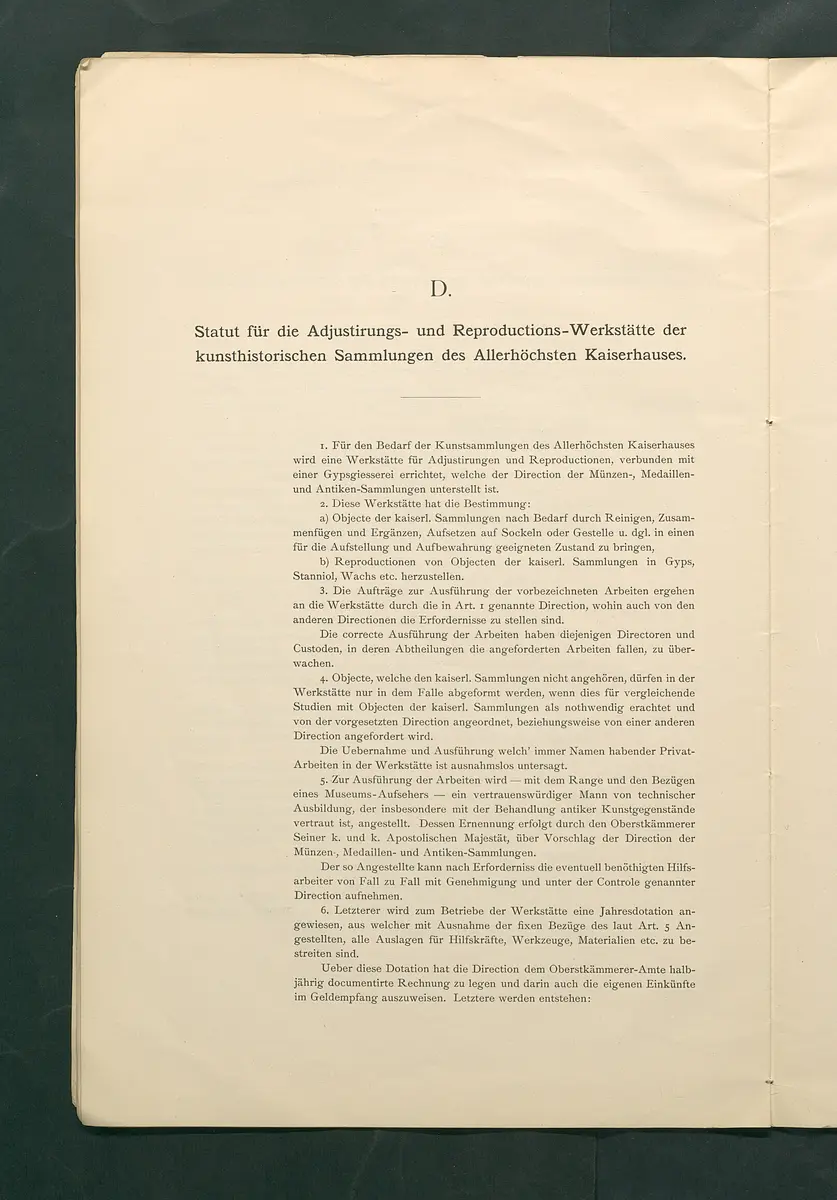 D.
Statut für die Adjustirungs- und Reproductions-Werkstätte der
kunsthistorischen Sammlungen des Allerhöchsten Kaiserhauses.
1. Für den Bedarf der Kunstsammlungen des Allerhöchsten Kaiserhauses
wird eine Werkstätte für Adjustirungen und Reproductionen, verbunden mit
einer Gypsgiesserei errichtet, welche der Direction der Münzen-, Medaillen-
und Antiken-Sammlungen unterstellt ist.
2. Diese Werkstätte hat die Bestimmung:
a) Objecte der kaiserl. Sammlungen nach Bedarf durch Reinigen, Zusam-
menfügen und Ergänzen, Aufsetzen auf Sockeln oder Gestelle u. dgl. in einen
für die Aufstellung und Aufbewahrung geeigneten Zustand zu bringen,
b) Reproductionen von Objecten der kaiserl. Sammlungen in Gyps,
Stanniol, Wachs etc. herzustellen.
3. Die Aufträge zur Ausführung der vorbezeichneten Arbeiten ergehen
an die Werkstätte durch die in Art. 1 genannte Direction, wohin auch von den
anderen Directionen die Erfordernisse zu stellen sind.
Die correcte Ausführung der Arbeiten haben diejenigen Directoren und
Custoden, in deren Abtheilungen die angeforderten Arbeiten fallen, zu über-
wachen.
4. Objecte, welche den kaiserl. Sammlungen nicht angehören, dürfen in der
Werkstätte nur in dem Falle abgeformt werden, wenn dies für vergleichende
Studien mit Objecten der kaiserl. Sammlungen als nothwendig erachtet und
von der vorgesetzten Direction angeordnet, beziehungsweise von einer anderen
Direction angefordert wird.
Die Uebernahme und Ausführung welch' immer Namen habender Privat-
Arbeiten in der Werkstätte ist ausnahmslos untersagt.
5. Zur Ausführung der Arbeiten wird — mit dem Range und den Bezügen
eines Museums-Aufsehers — ein vertrauenswürdiger Mann von technischer
Ausbildung, der insbesondere mit der Behandlung antiker Kunstgegenstände
vertraut ist, angestellt. Dessen Ernennung erfolgt durch den Oberstkämmerer
Seiner k. und k. Apostolischen Majestät, über Vorschlag der Direction der
Münzen-, Medaillen- und Antiken-Sammlungen.
Der so Angestellte kann nach Erforderniss die eventuell benöthigten Hilfs-
arbeiter von Fall zu Fall mit Genehmigung und unter der Controle genannter
Direction aufnehmen.
6. Letzterer wird zum Betriebe der Werkstätte eine Jahresdotation an-
gewiesen, aus welcher mit Ausnahme der fixen Bezüge des laut Art. 5 An-
gestellten, alle Auslagen für Hilfskräfte, Werkzeuge, Materialien etc. zu be-
streiten sind.
Ueber diese Dotation hat die Direction dem Oberstkämmerer-Amte halb-
jährig documentirte Rechnung zu legen und darin auch die eigenen Einkünfte
im Geldempfang auszuweisen. Letztere werden entstehen: